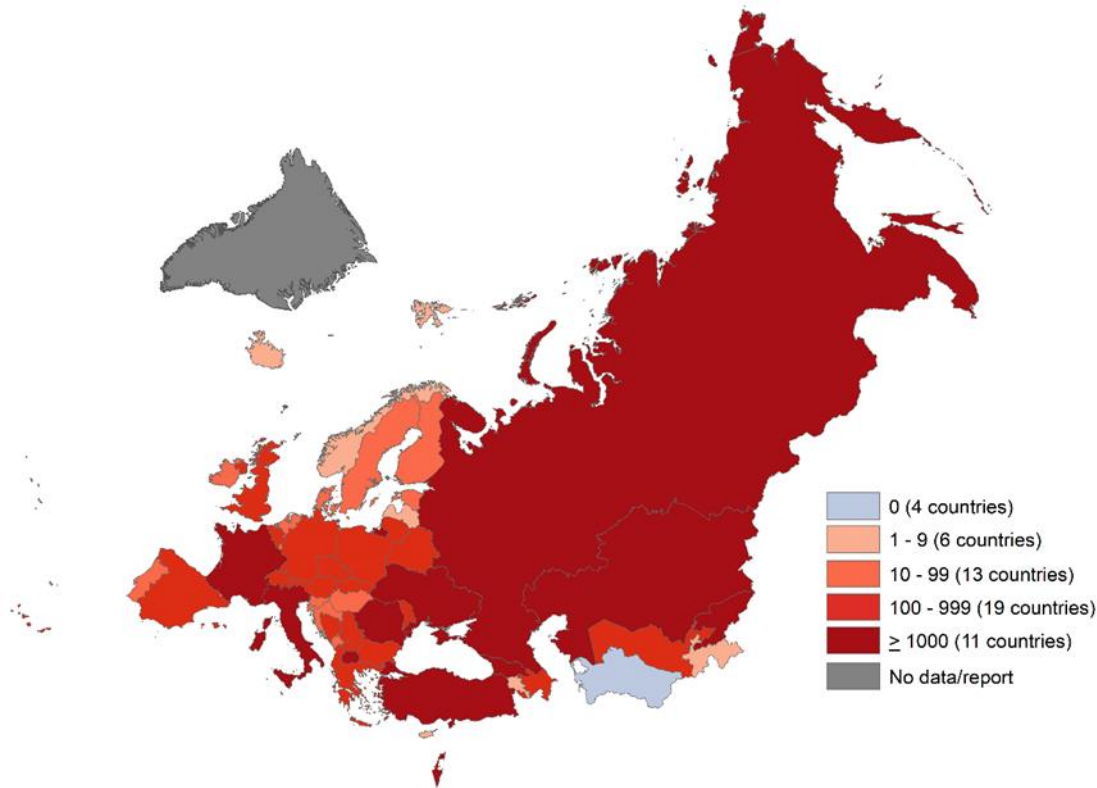 0 (4 countries)
1 - 9 (6 countries)
10 - 99 (13 countries)
100 - 999 (19 countries)
≥ 1000 (11 countries)
No data/report